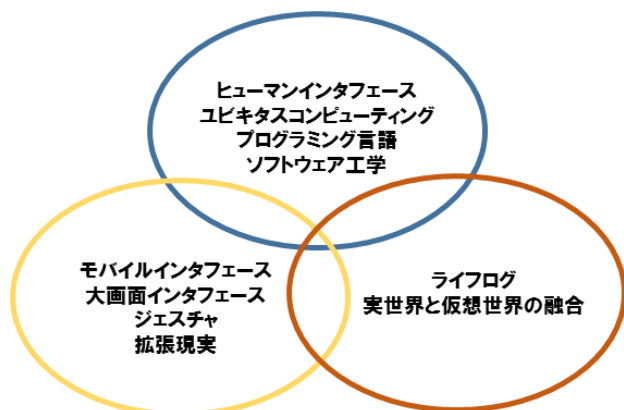 ヒューマンインタフェース
ユビキタスコンピューティング
プログラミング言語
ソフトウェア工学
モバイルインタフェース
大画面インタフェース
ジェスチャ
拡張現実
ライフログ
実世界と仮想世界の融合